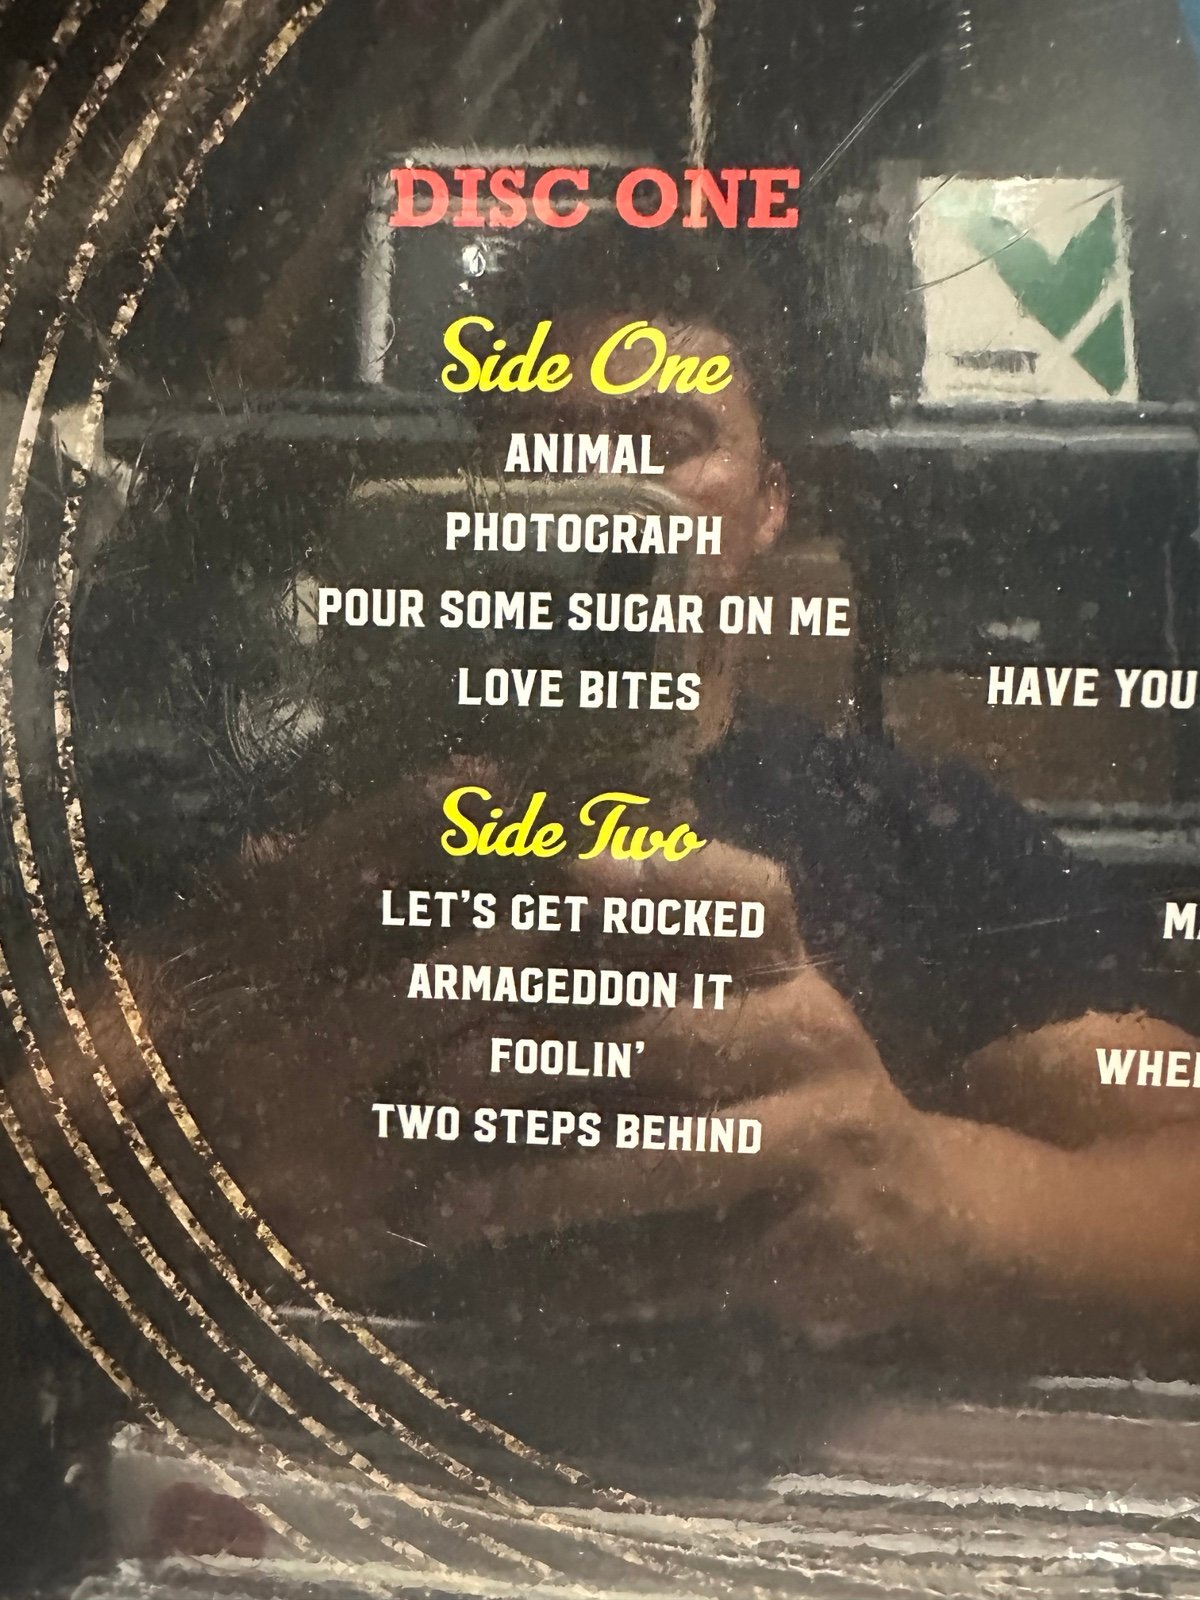 DISC ONE
Side One
ANIMAL
PHOTOGRAPH
POUR SOME SUGAR ON ME
LOVE BITES
Side Two
LET'S GET ROCKED
ARMAGEDDON IT
FOOLIN'
TWO STEPS BEHIND
HAVE YOU